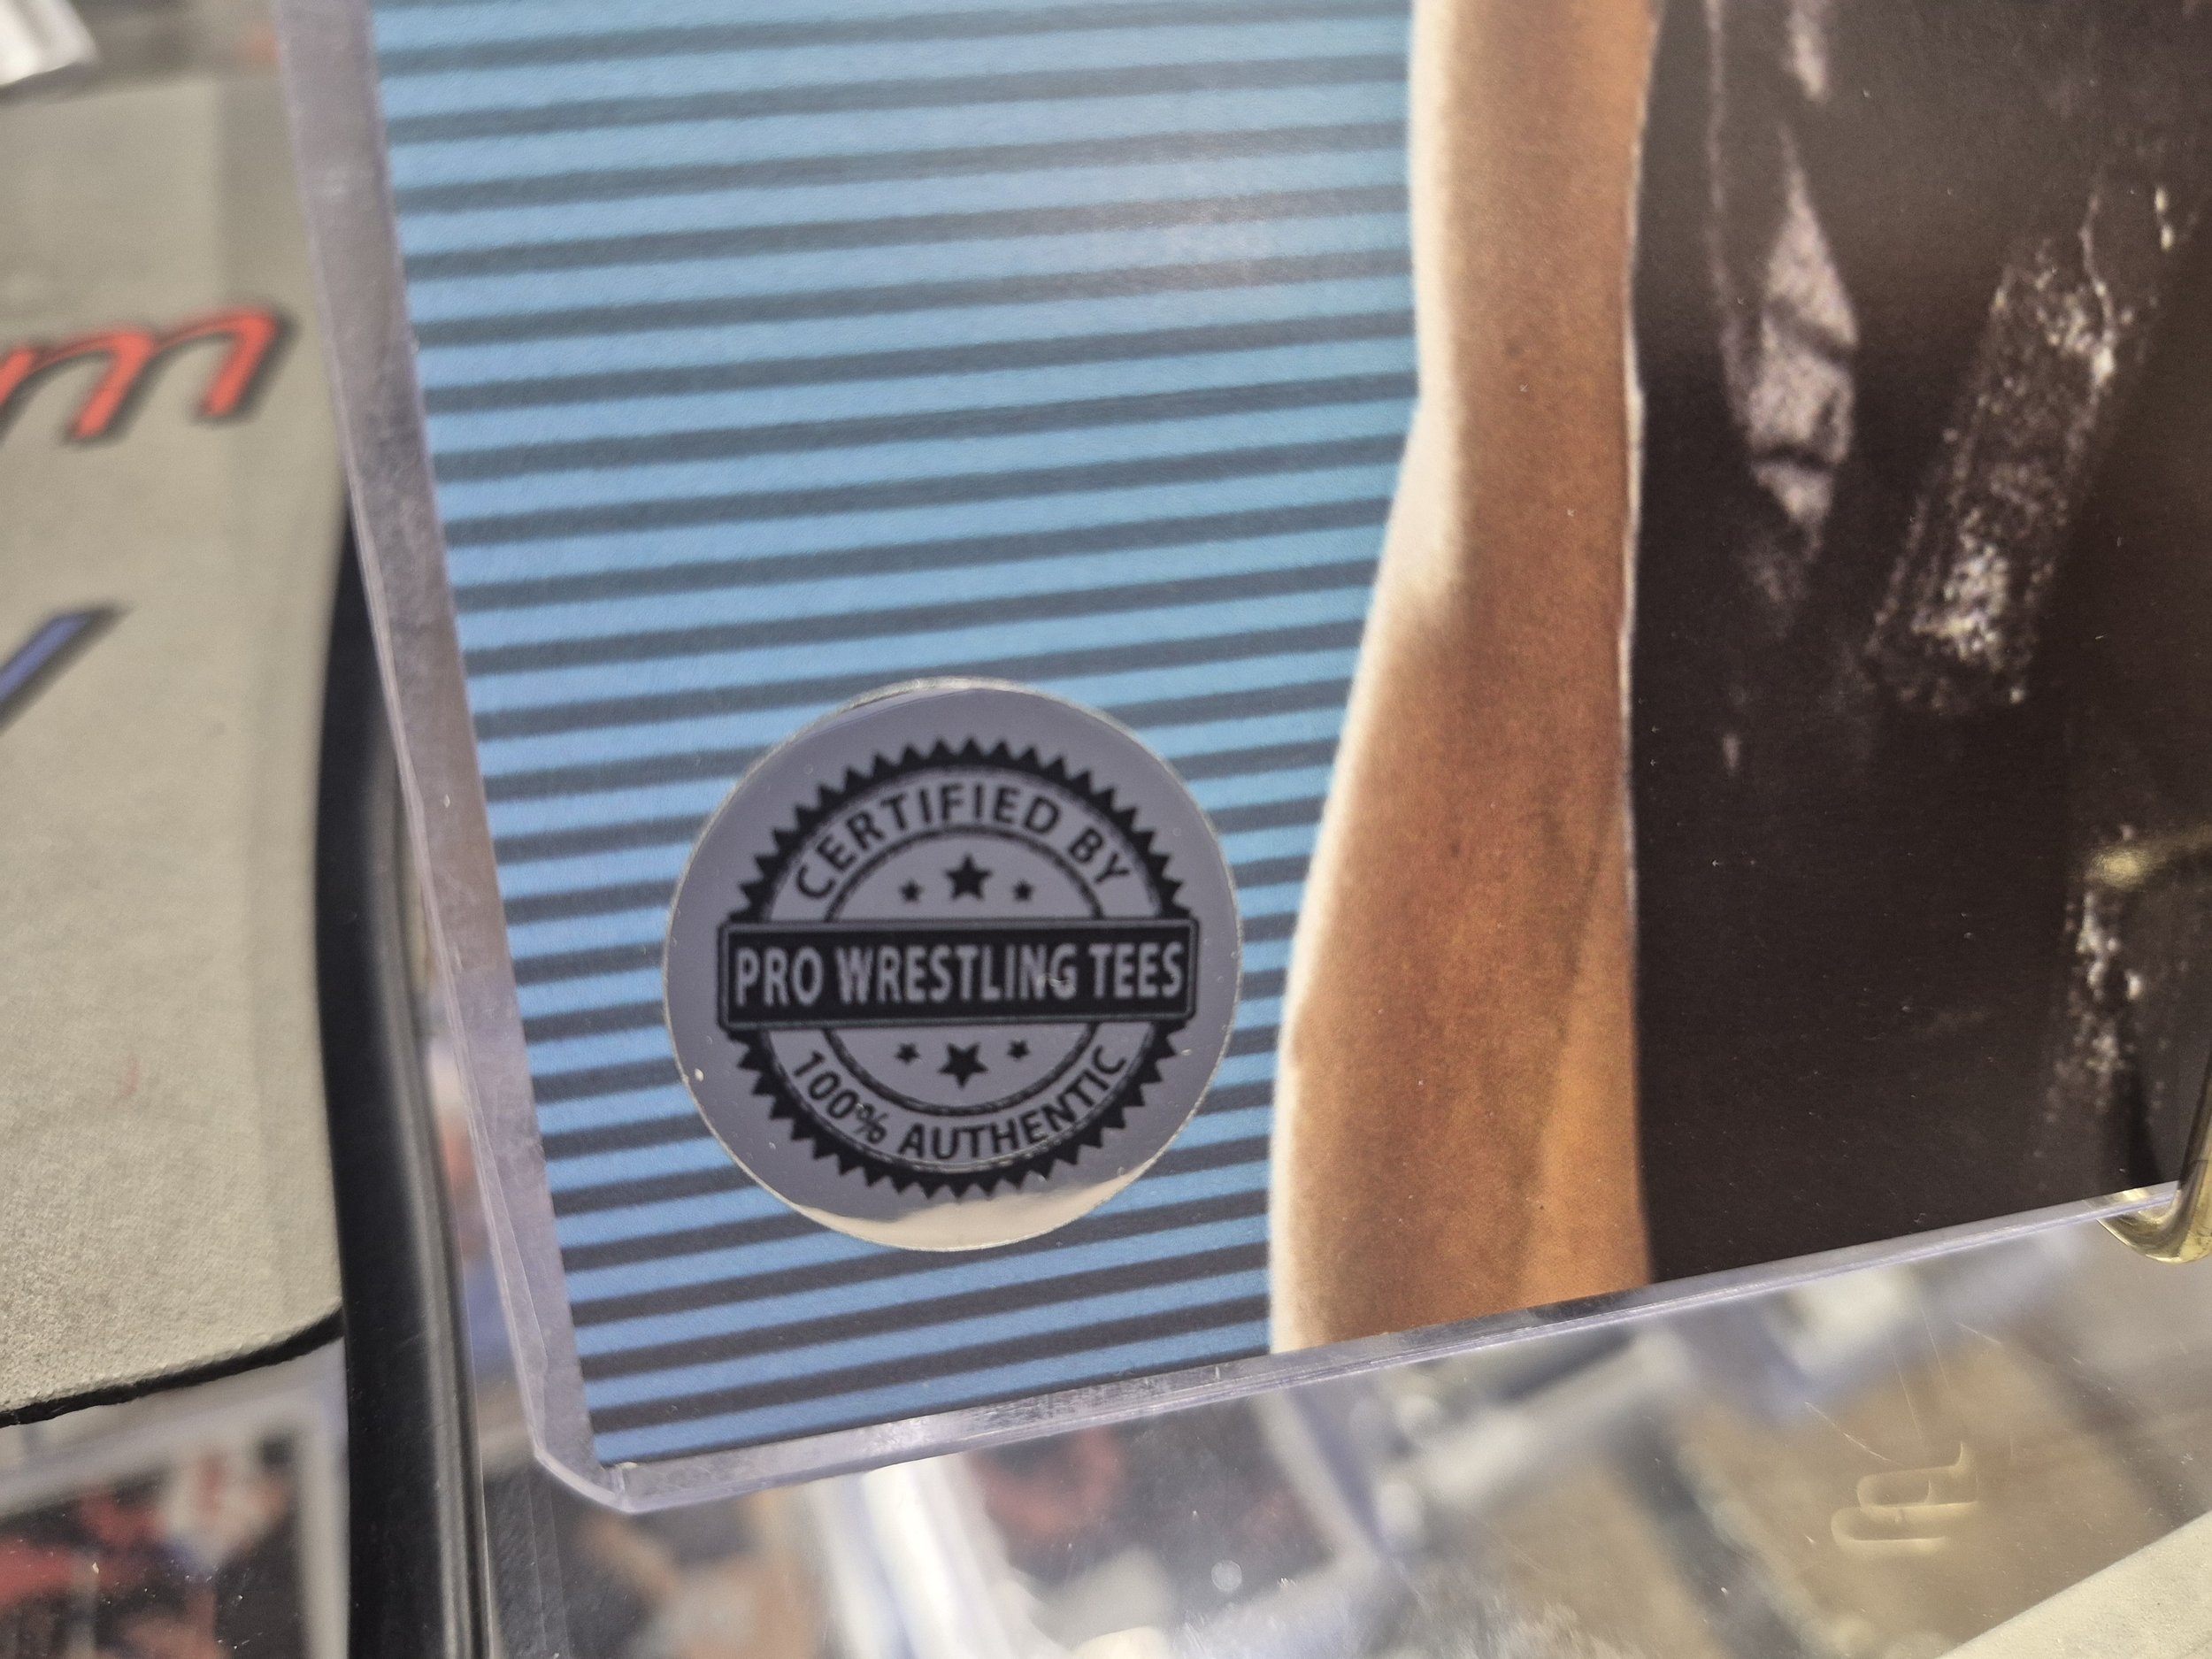 CERTIFIED BY
PRO WRESTLING TEES
100% AUTHENTIC
m